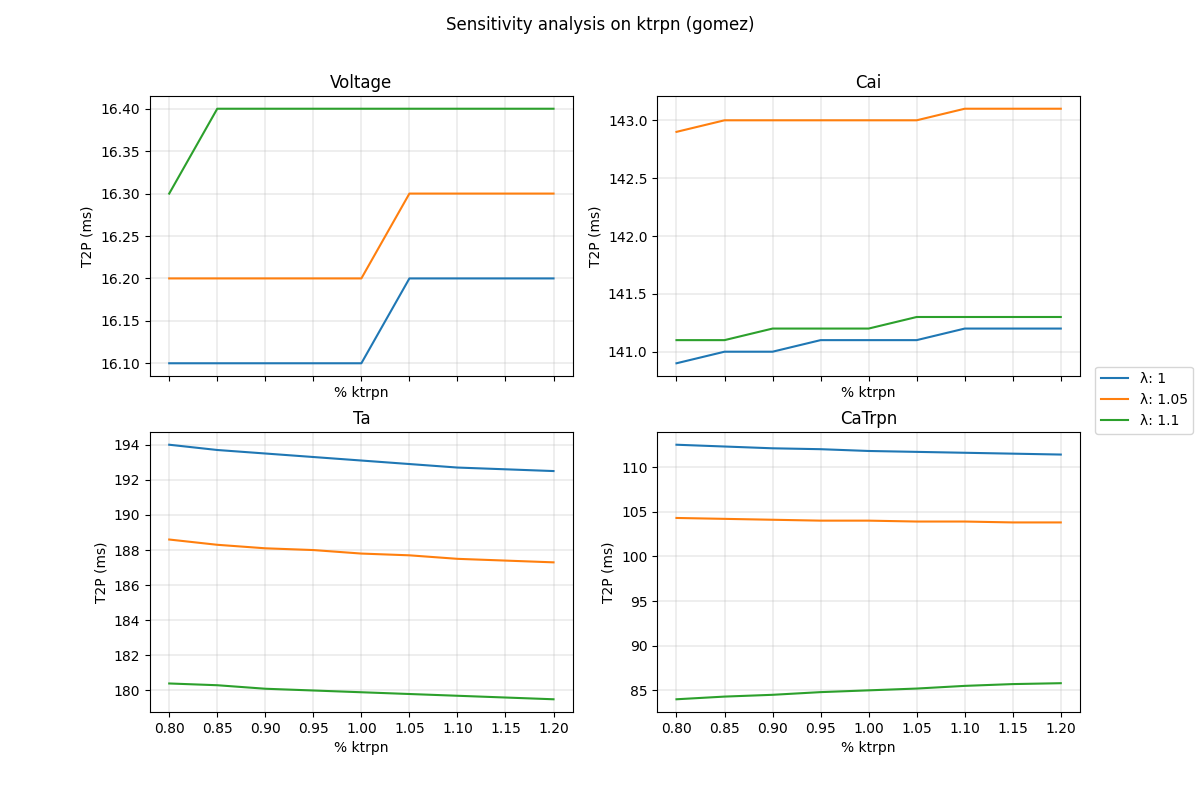 Sensitivity analysis on ktrpn (gomez)
Voltage
16.40
16.35
16.30
16.25
16.20
16.15
16.10
T2P (ms)
% ktrpn
Cai
143.0
142.5
142.0
141.5
141.0
T2P (ms)
% ktrpn
λ: 1
λ: 1.05
λ: 1.1
Ta
194
192
190
188
186
184
182
180
T2P (ms)
0.80 0.85 0.90 0.95 1.00 1.05 1.10 1.15 1.20
% ktrpn
CaTrpn
110
105
100
95
90
85
T2P (ms)
0.80 0.85 0.90 0.95 1.00 1.05 1.10 1.15 1.20
% ktrpn